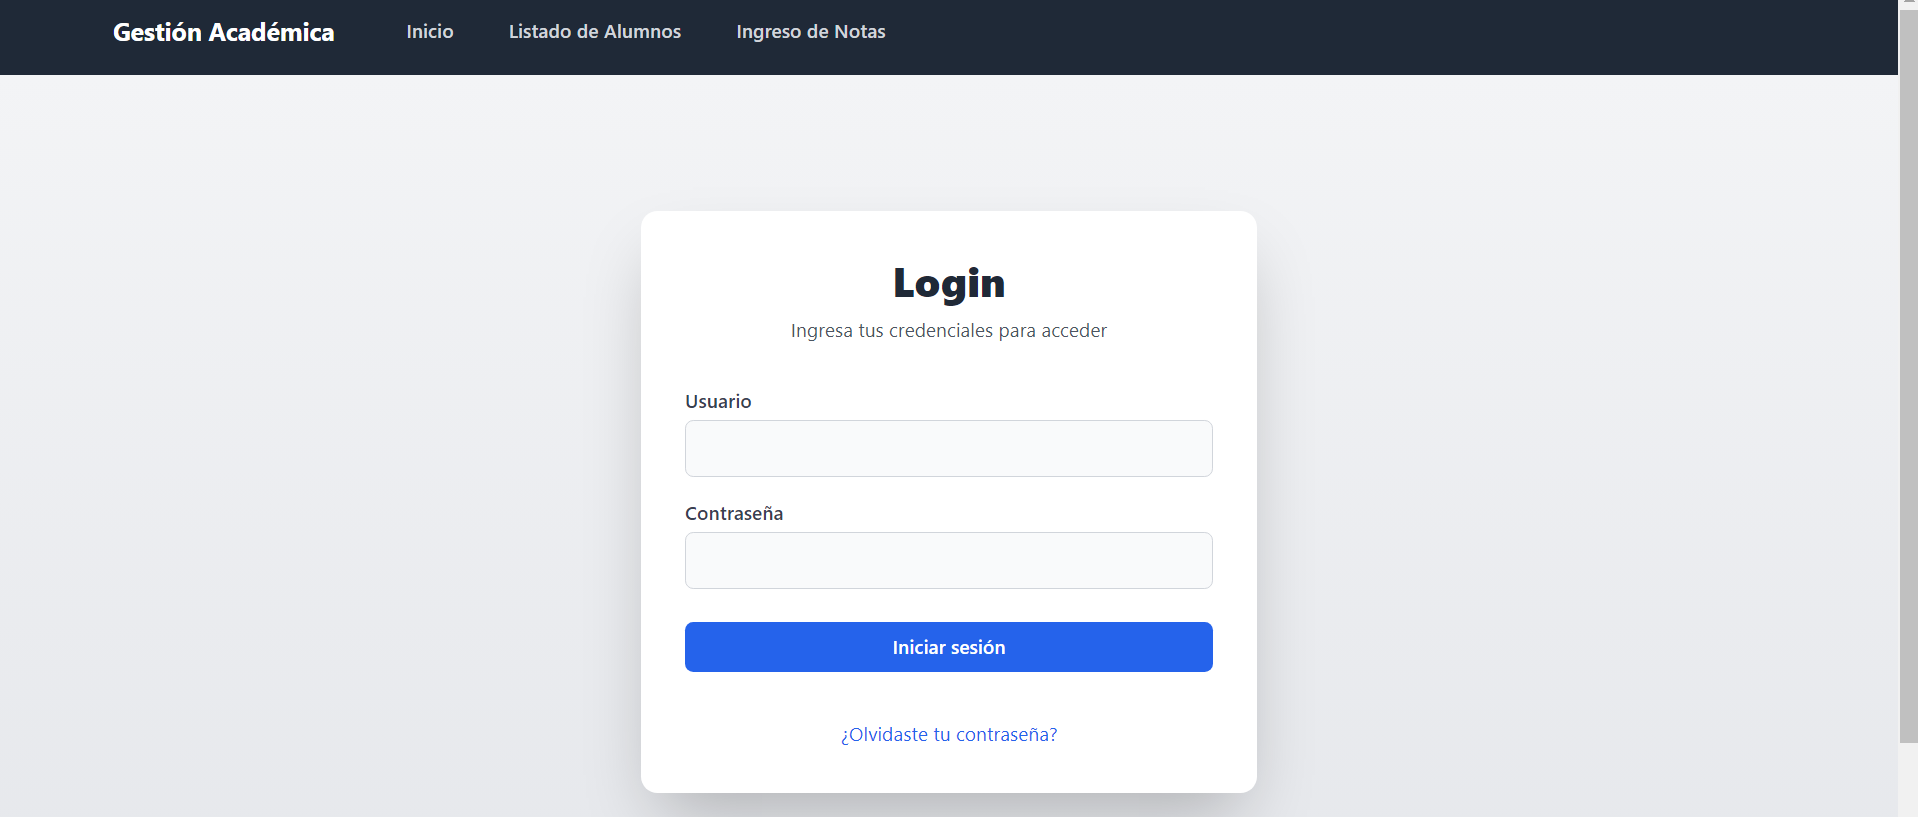 Gestión Académica Inicio Listado de Alumnos Ingreso de Notas
Login
Ingresa tus credenciales para acceder
Usuario
Contraseña
Iniciar sesión
¿Olvidaste tu contraseña?